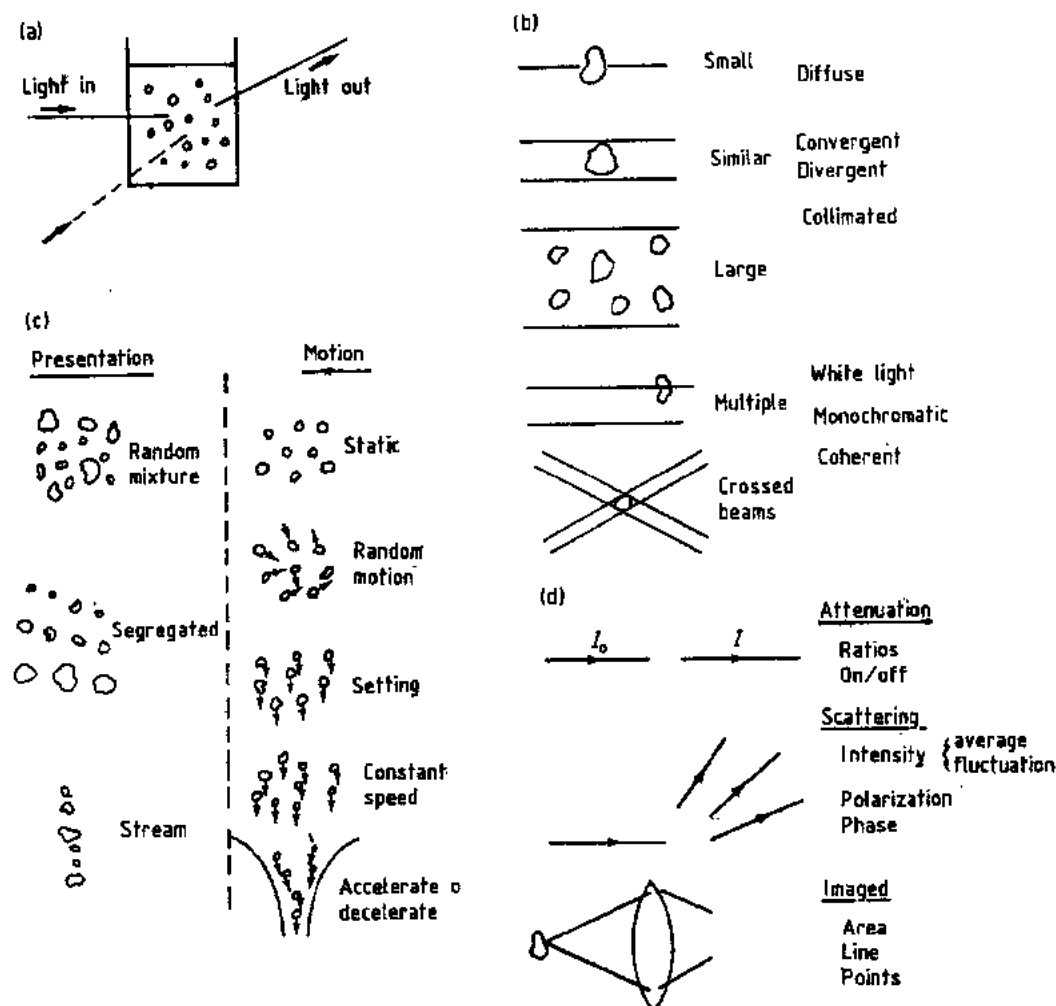 (a)
Light in
Light out
(b)
Small
Diffuse
Similar
Convergent
Divergent
Collimated
Large
White light
Multiple
Monochromatic
Coherent
Crossed
beams
(c)
Presentation
Motion
Random
mixture
Static
Random
motion
Segregated
Setting
Constant
speed
Stream
Accelerate o
decelerate
(d)
Attenuation
I₀
I
Ratios
On/off
Scattering
Intensity { average
fluctuation
Polarization
Phase
Imaged
Area
Line
Points